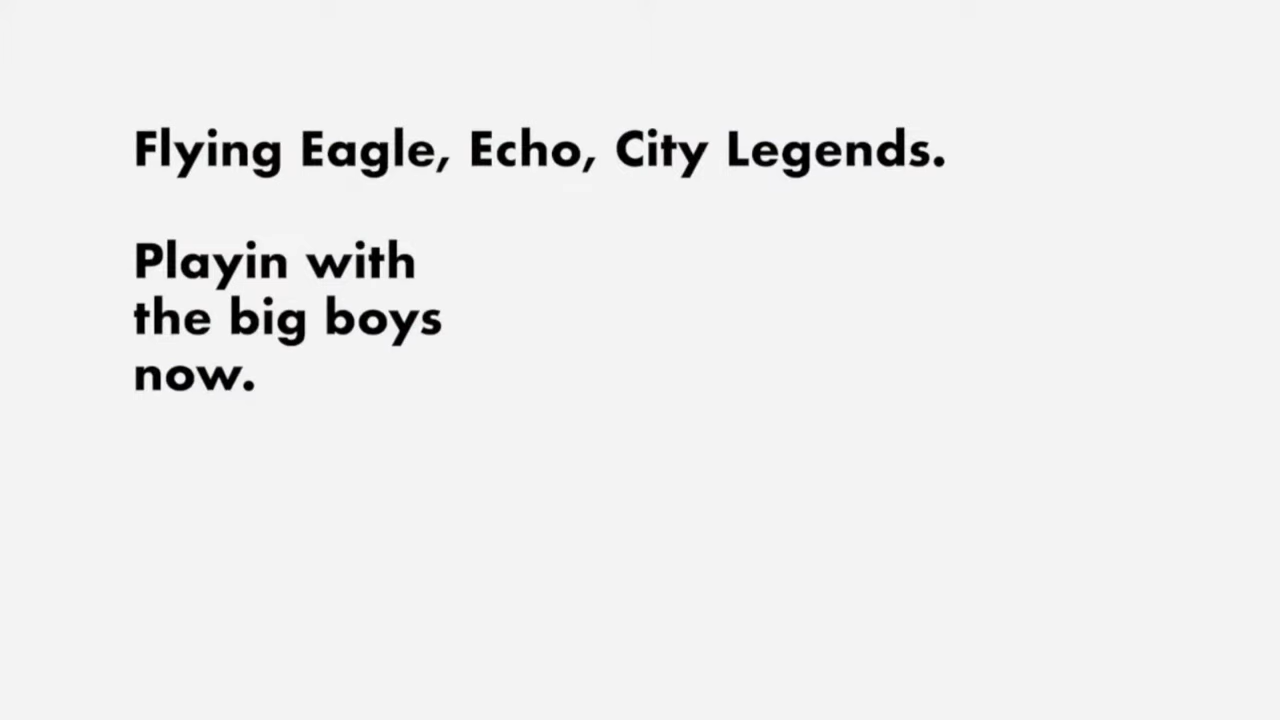 Flying Eagle, Echo, City Legends.
Playin with
the big boys
now.